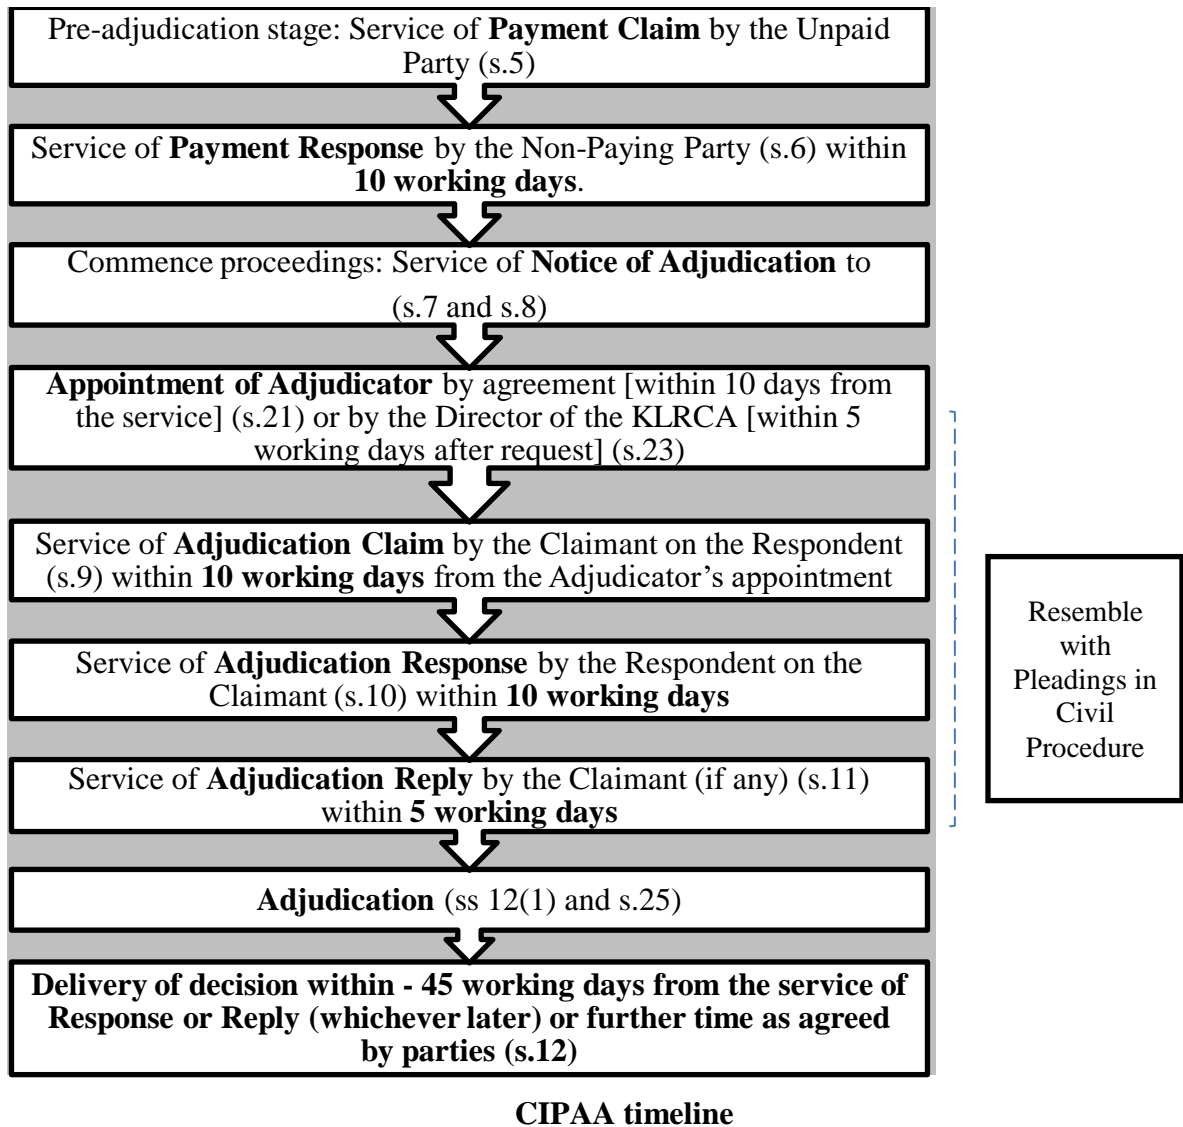 Pre-adjudication stage: Service of Payment Claim by the Unpaid
Party (s.5)
Service of Payment Response by the Non-Paying Party (s.6) within
10 working days.
Commence proceedings: Service of Notice of Adjudication to
(s.7 and s.8)
Appointment of Adjudicator by agreement [within 10 days from
the service] (s.21) or by the Director of the KLRCA [within 5
working days after request] (s.23)
Service of Adjudication Claim by the Claimant on the Respondent
(s.9) within 10 working days from the Adjudicator’s appointment
Service of Adjudication Response by the Respondent on the
Claimant (s.10) within 10 working days
Service of Adjudication Reply by the Claimant (if any) (s.11)
within 5 working days
Adjudication (ss 12(1) and s.25)
Delivery of decision within - 45 working days from the service of
Response or Reply (whichever later) or further time as agreed
by parties (s.12)
Resemble
with
Pleadings in
Civil
Procedure
CIPAA timeline